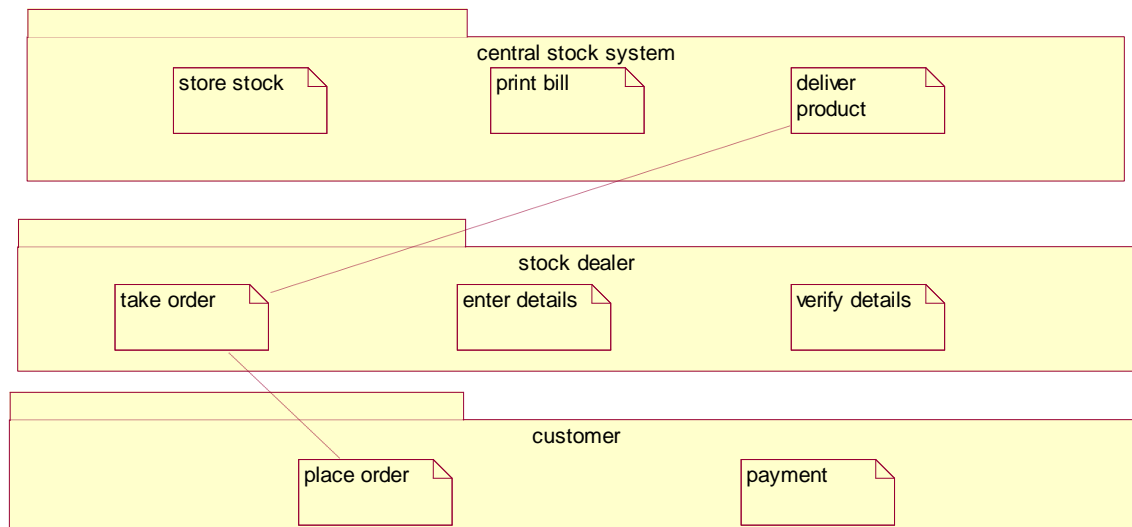 central stock system
store stock
print bill
deliver
product
stock dealer
take order
enter details
verify details
customer
place order
payment